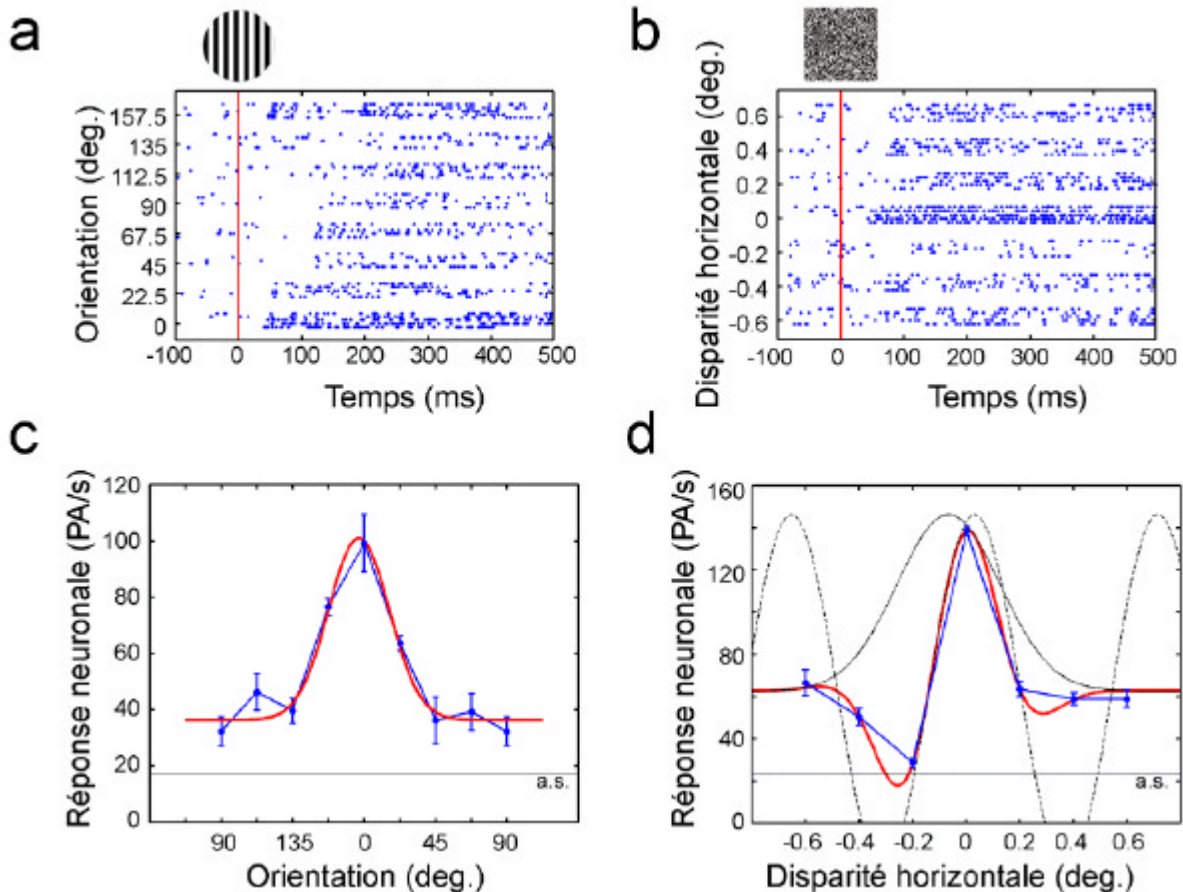 a
Orientation (deg.)
157.5
135
112.5
90
67.5
45
22.5
0
-100 0 100 200 300 400 500
Temps (ms)
b
Disparité horizontale (deg.)
0.6
0.4
0.2
0
-0.2
-0.4
-0.6
-100 0 100 200 300 400 500
Temps (ms)
c
Réponse neuronale (PA/s)
120
100
80
60
40
20
0
a.s.
90 135 0 45 90
Orientation (deg.)
d
Réponse neuronale (PA/s)
160
120
80
40
0
a.s.
-0.6 -0.4 -0.2 0 0.2 0.4 0.6
Disparité horizontale (deg.)